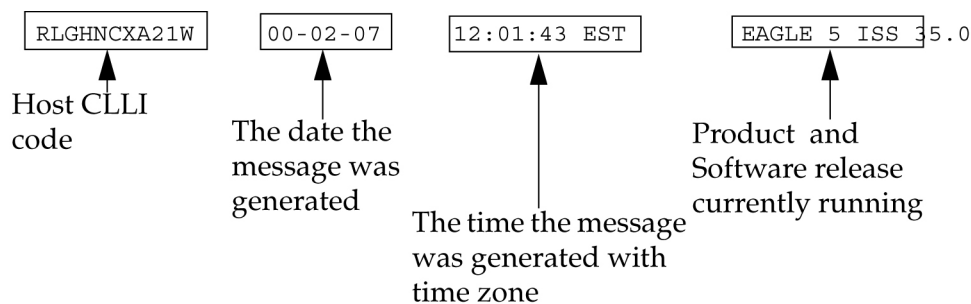 RLGHNCXA21W 00-02-07 12:01:43 EST EAGLE 5 ISS 35.0
Host CLLI
code
The date the
message was
generated
The time the message
was generated with
time zone
Product and
Software release
currently running